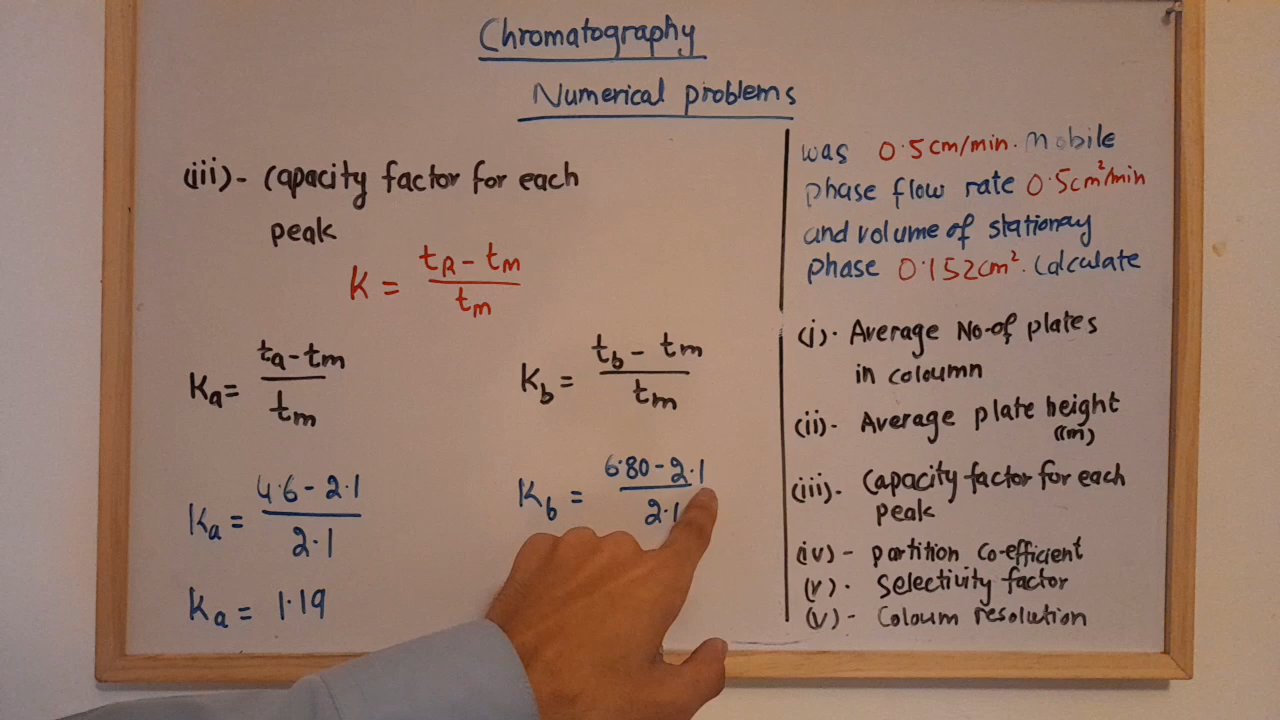 Chromatography
Numerical problems
(iii)- Capacity factor for each
peak
K = tR - tM / tm
Ka = ta - tm / tm
Kb = tb - tm / tm
Ka = 4.6 - 2.1 / 2.1
Kb = 6.80 - 2.1 / 2.1
Ka = 1.19
was 0.5cm/min. Mobile
phase flow rate 0.5cm²/min
and volume of stationary
phase 0.152cm². Calculate
(i)- Average No-of plates
in coloumn
(ii)- Average plate height
(m)
(iii)- Capacity factor for each
peak
(iv)- partition Co-efficient
(v)- Selectivity factor
(v)- Coloum resolution